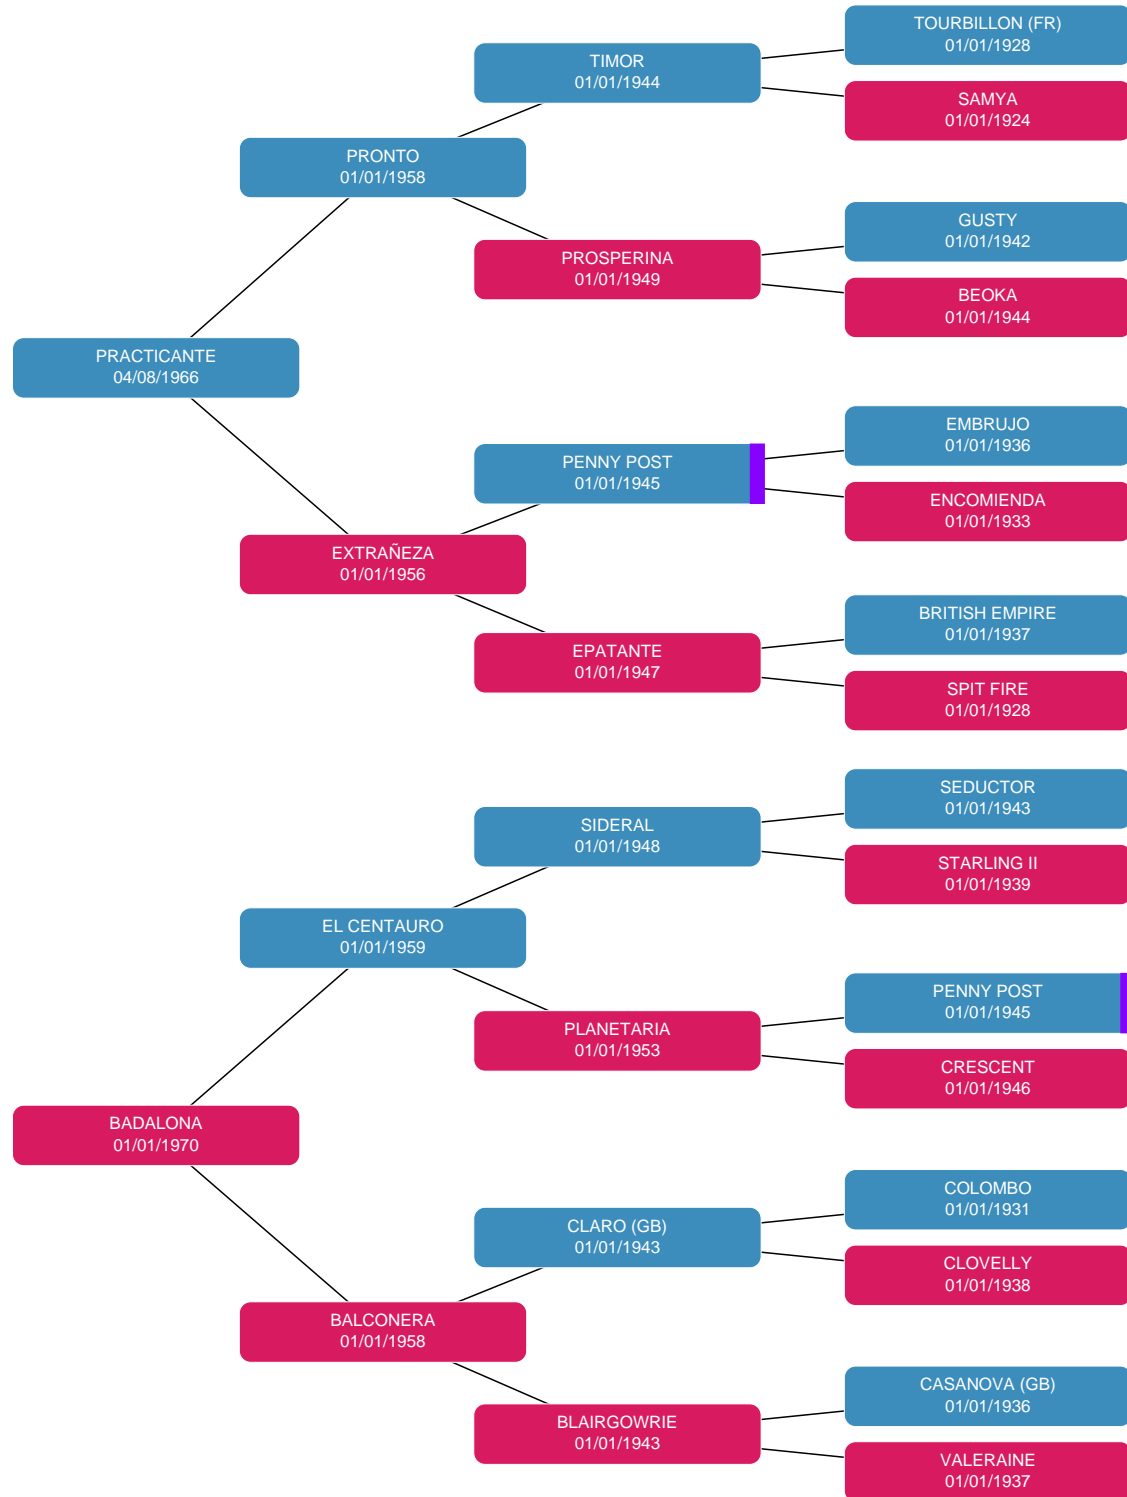 TOURBILLON (FR)
01/01/1928
TIMOR
01/01/1944
SAMYA
01/01/1924
PRONTO
01/01/1958
GUSTY
01/01/1942
PROSPERINA
01/01/1949
BEOKA
01/01/1944
PRACTICANTE
04/08/1966
EMBRUJO
01/01/1936
PENNY POST
01/01/1945
ENCOMIENDA
01/01/1933
EXTRAÑEZA
01/01/1956
BRITISH EMPIRE
01/01/1937
EPATANTE
01/01/1947
SPIT FIRE
01/01/1928
SEDUCTOR
01/01/1943
SIDERAL
01/01/1948
STARLING II
01/01/1939
EL CENTAURO
01/01/1959
PENNY POST
01/01/1945
PLANETARIA
01/01/1953
CRESCENT
01/01/1946
BADALONA
01/01/1970
COLOMBO
01/01/1931
CLARO (GB)
01/01/1943
CLOVELLY
01/01/1938
BALCONERA
01/01/1958
CASANOVA (GB)
01/01/1936
BLAIRGOWRIE
01/01/1943
VALERAINE
01/01/1937